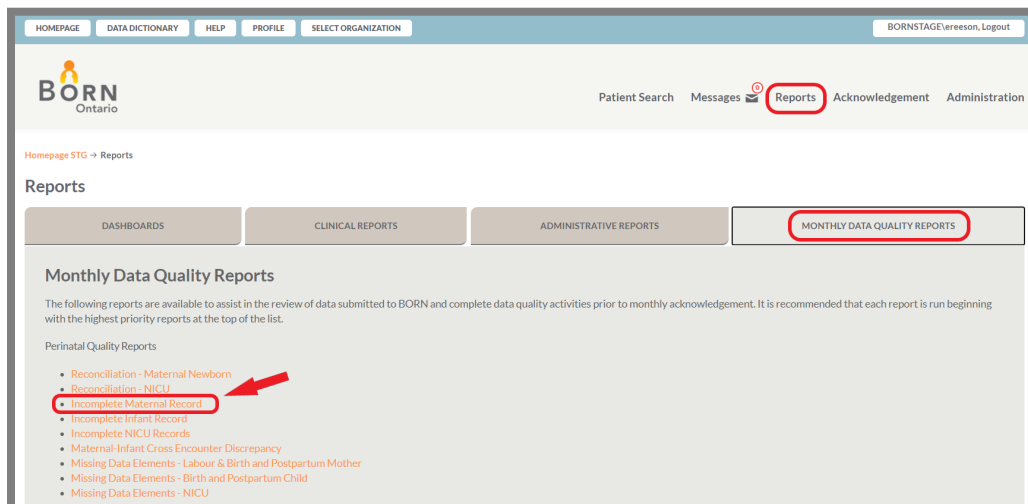 HOMEPAGE DATA DICTIONARY HELP PROFILE SELECT ORGANIZATION BORNSTAGE\ereeson, Logout
BORN
Ontario
Patient Search Messages 0 Reports Acknowledgement Administration
Homepage STG → Reports
Reports
DASHBOARDS CLINICAL REPORTS ADMINISTRATIVE REPORTS MONTHLY DATA QUALITY REPORTS
Monthly Data Quality Reports
The following reports are available to assist in the review of data submitted to BORN and complete data quality activities prior to monthly acknowledgement. It is recommended that each report is run beginning
with the highest priority reports at the top of the list.
Perinatal Quality Reports
• Reconciliation - Maternal Newborn
• Reconciliation - NICU
• Incomplete Maternal Record
• Incomplete Infant Record
• Incomplete NICU Records
• Maternal-Infant Cross Encounter Discrepancy
• Missing Data Elements - Labour & Birth and Postpartum Mother
• Missing Data Elements - Birth and Postpartum Child
• Missing Data Elements - NICU